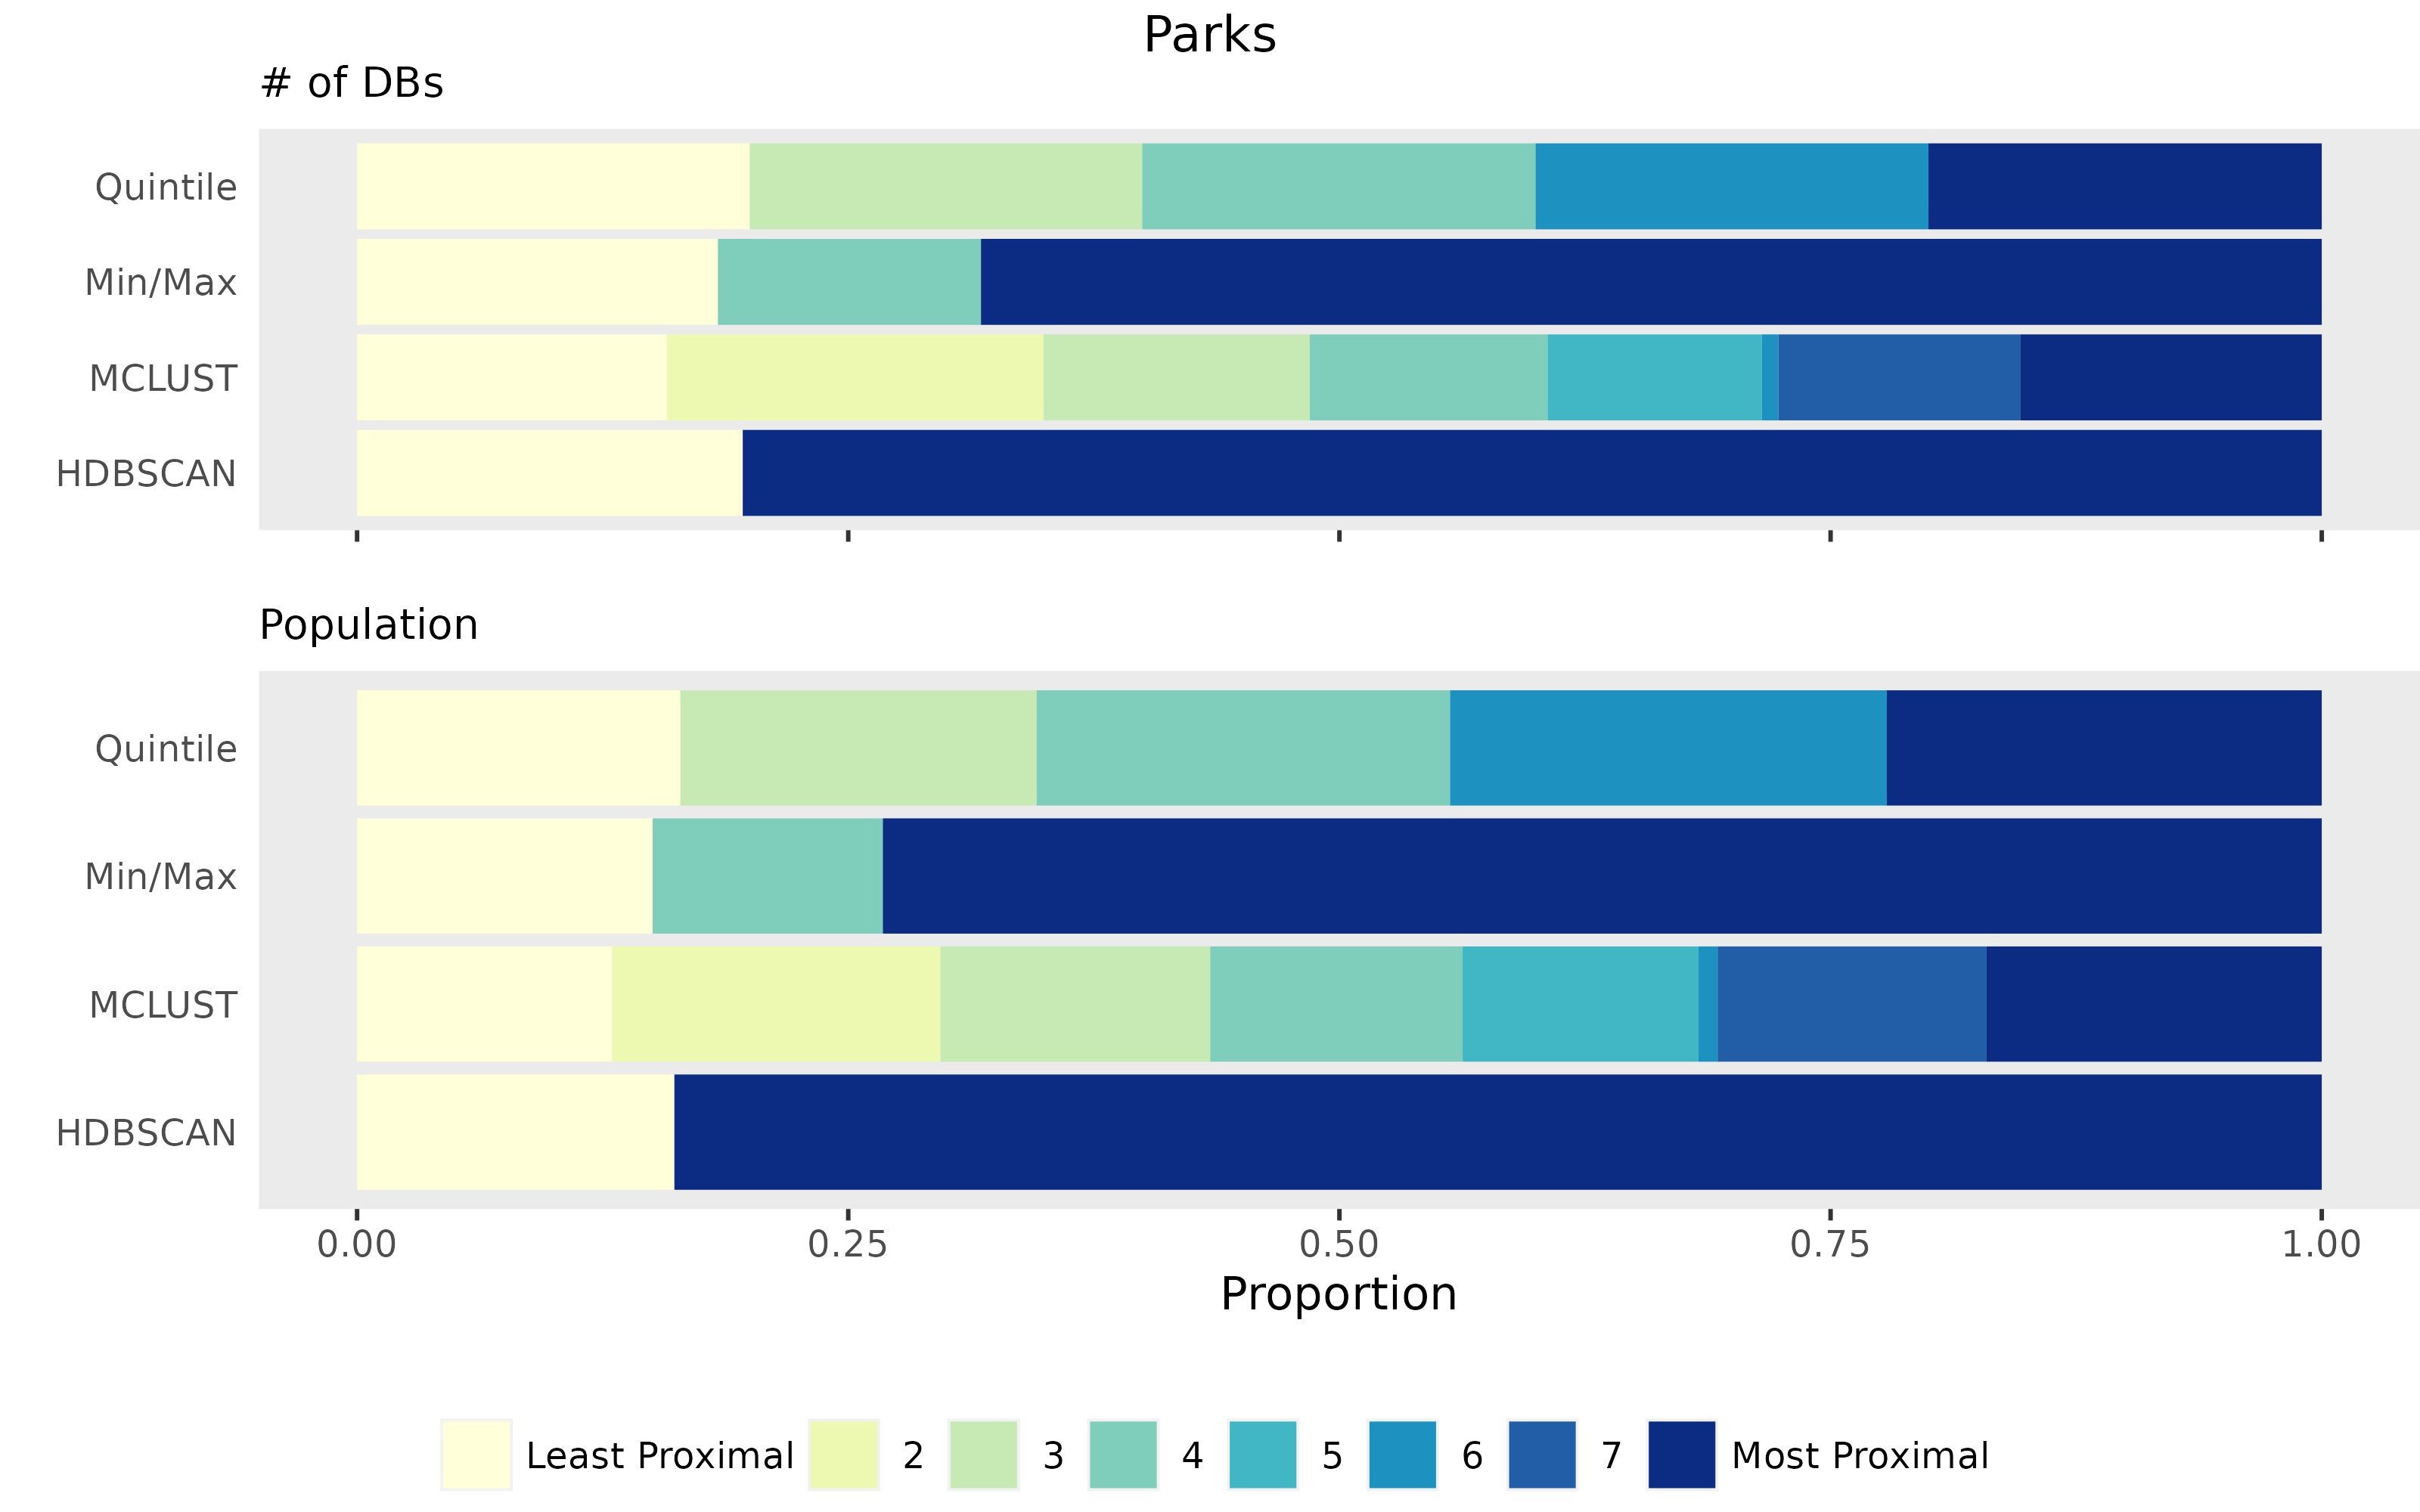 Parks
# of DBs
Quintile
Min/Max
MCLUST
HDBSCAN
Population
Quintile
Min/Max
MCLUST
HDBSCAN
0.00 0.25 0.50 0.75 1.00
Proportion
Least Proximal 2 3 4 5 6 7 Most Proximal